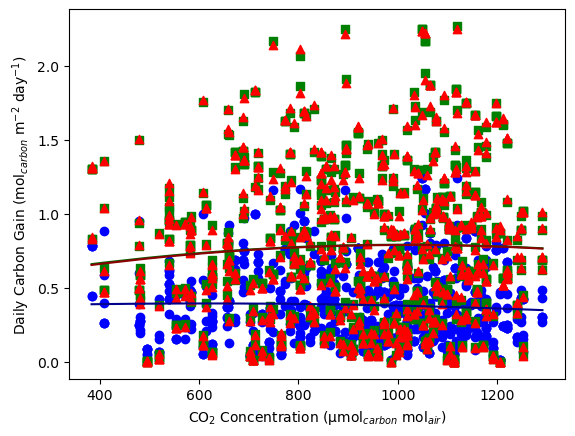 2.0
1.5
1.0
0.5
0.0
Daily Carbon Gain (mol$_{carbon}$ m$^{-2}$ day$^{-1}$)
400 600 800 1000 1200
CO$_2$ Concentration (μmol$_{carbon}$ mol$_{air}$)